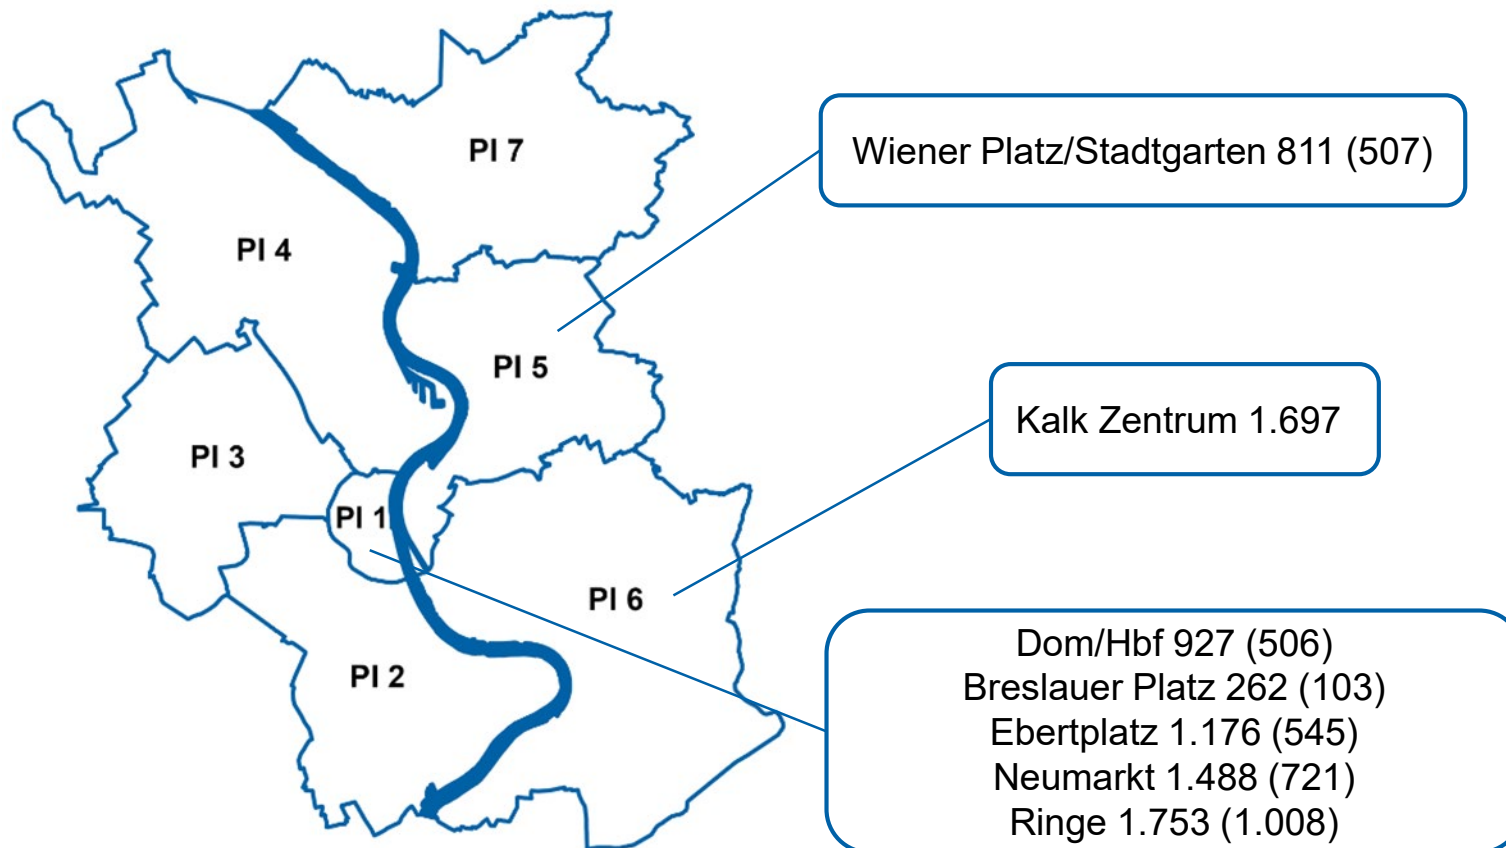 PI 7
Wiener Platz/Stadtgarten 811 (507)
PI 4
PI 5
Kalk Zentrum 1.697
PI 3
PI 1
PI 6
PI 2
Dom/Hbf 927 (506)
Breslauer Platz 262 (103)
Ebertplatz 1.176 (545)
Neumarkt 1.488 (721)
Ringe 1.753 (1.008)